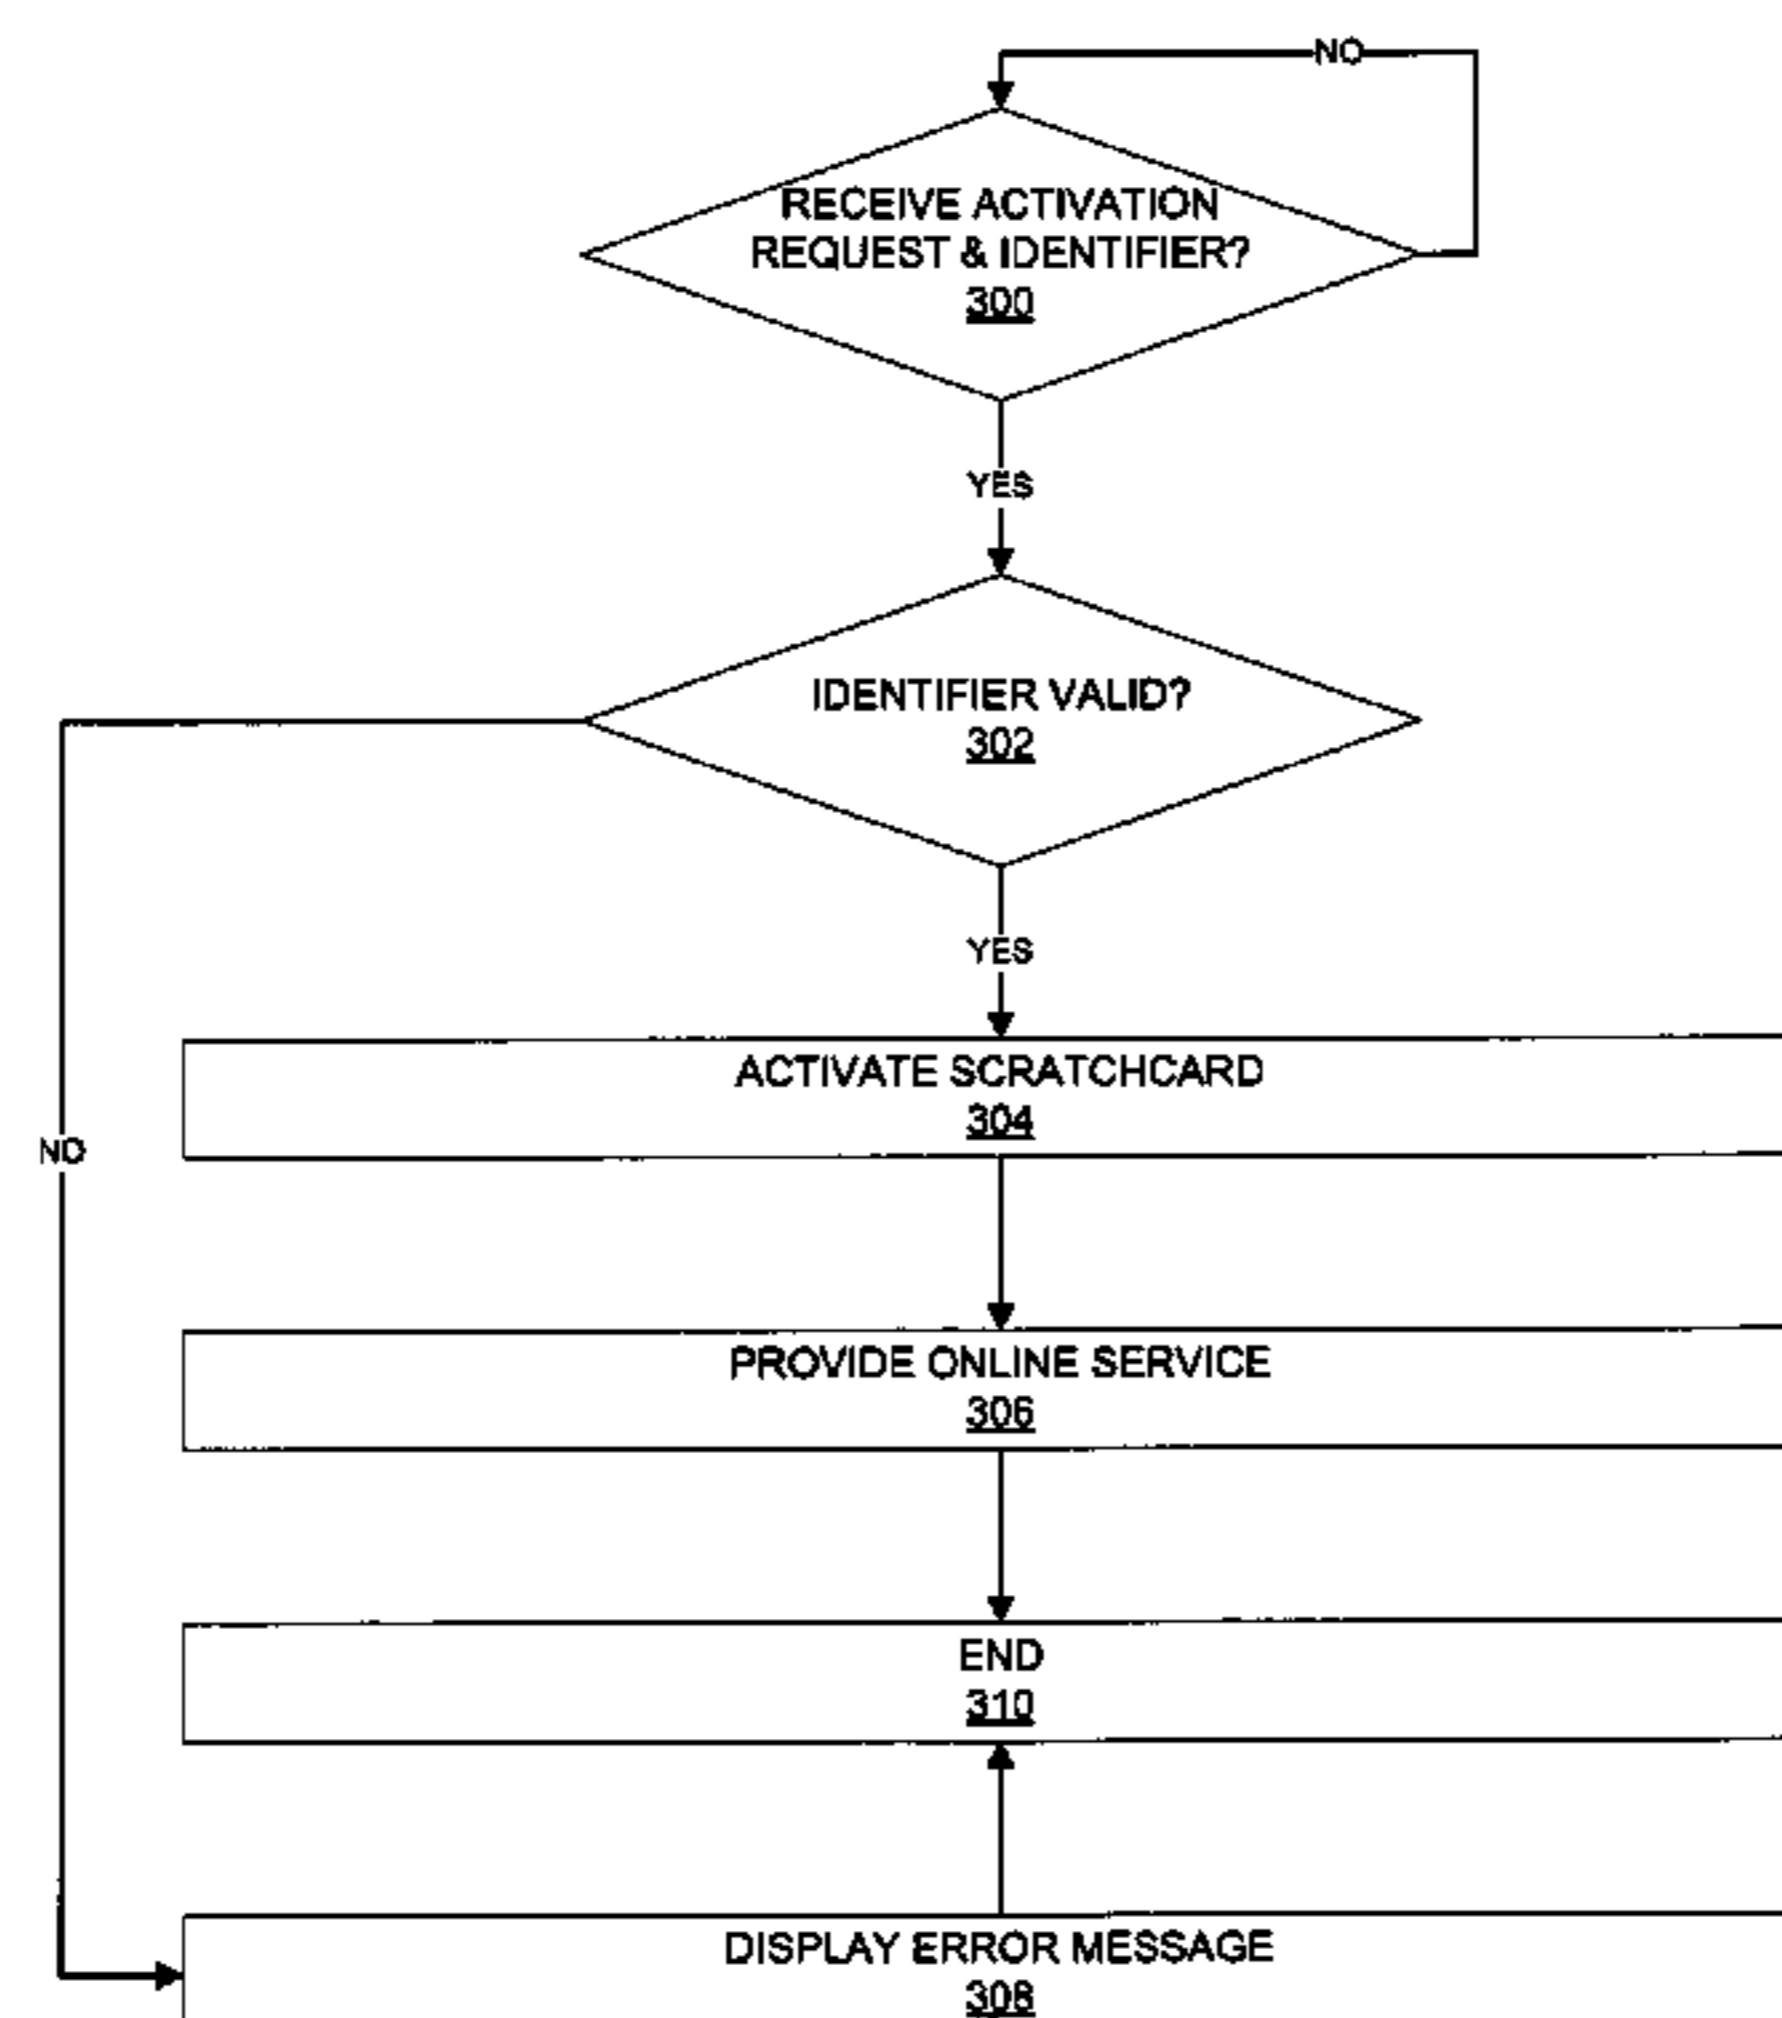 NO
RECEIVE ACTIVATION
REQUEST & IDENTIFIER?
300
YES
IDENTIFIER VALID?
302
YES
ACTIVATE SCRATCHCARD
304
NO
PROVIDE ONLINE SERVICE
306
END
310
DISPLAY ERROR MESSAGE
308